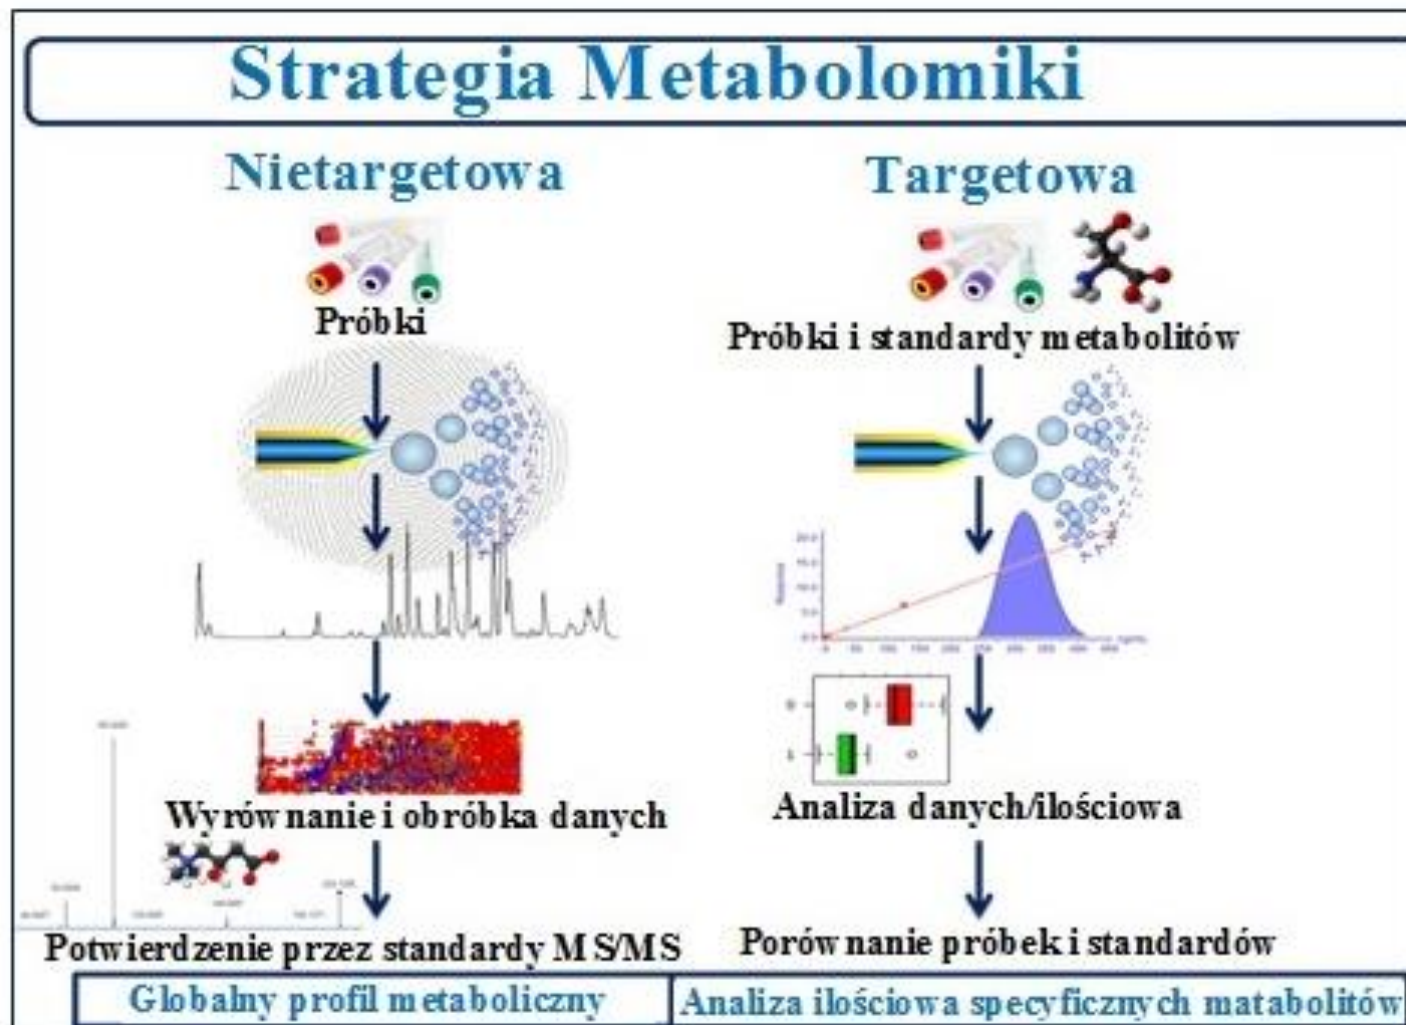 Strategia Metabolomiki
Nietargetowa
Targetowa
Próbki
Próbki i standardy metabolitów
Wyrównanie i obróbka danych
Analiza danych/ilościowa
Potwierdzenie przez standardy MS/MS
Porównanie próbek i standardów
Globalny profil metaboliczny
Analiza ilościowa specyficznych matabolitów